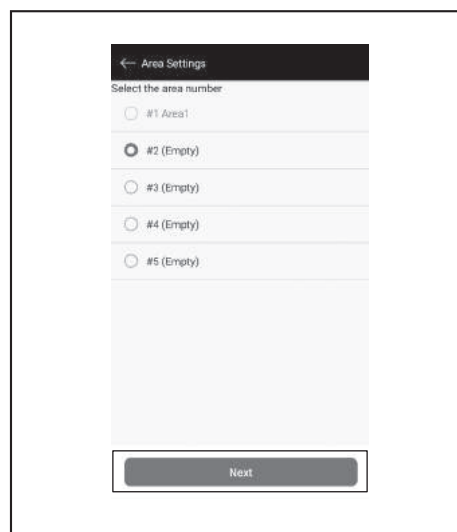 Area Settings
Select the area number
#1 Area1
#2 (Empty)
#3 (Empty)
#4 (Empty)
#5 (Empty)
Next